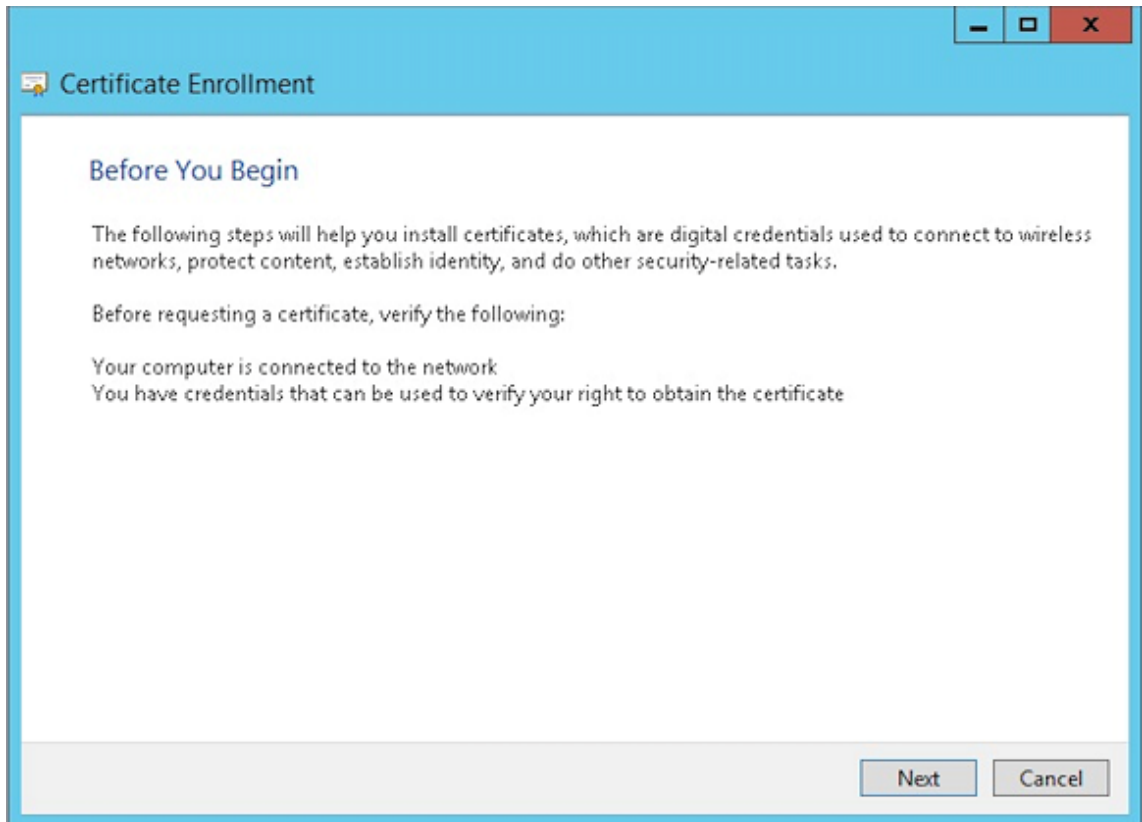 Certificate Enrollment
Before You Begin
The following steps will help you install certificates, which are digital credentials used to connect to wireless
networks, protect content, establish identity, and do other security-related tasks.
Before requesting a certificate, verify the following:
Your computer is connected to the network
You have credentials that can be used to verify your right to obtain the certificate
Next
Cancel